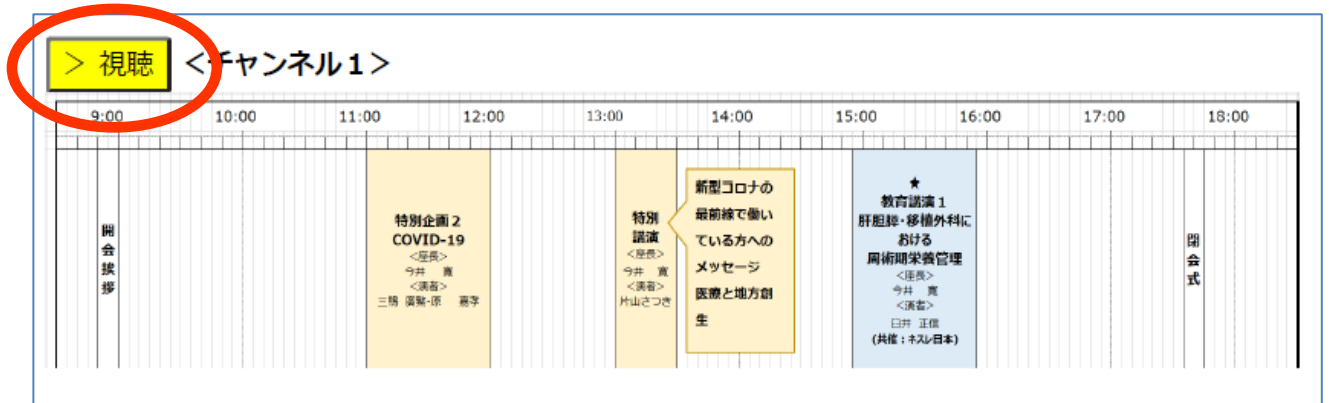 ＞ 視聴 ＜チャンネル１＞
9:00 10:00 11:00 12:00 13:00 14:00 15:00 16:00 17:00 18:00
開会挨拶
特別企画２
COVID-19
<座長>
今井 寛
<演者>
三鴨 廣繁・原 嘉孝
特別
講演
<座長>
今井 寛
<演者>
片山さつき
新型コロナの
最前線で働い
ている方への
メッセージ
医療と地方創
生
★
教育講演１
肝胆膵・移植外科に
おける
周術期栄養管理
<座長>
今井 寛
<演者>
臼井 正信
(共催：ネスレ日本)
閉会式